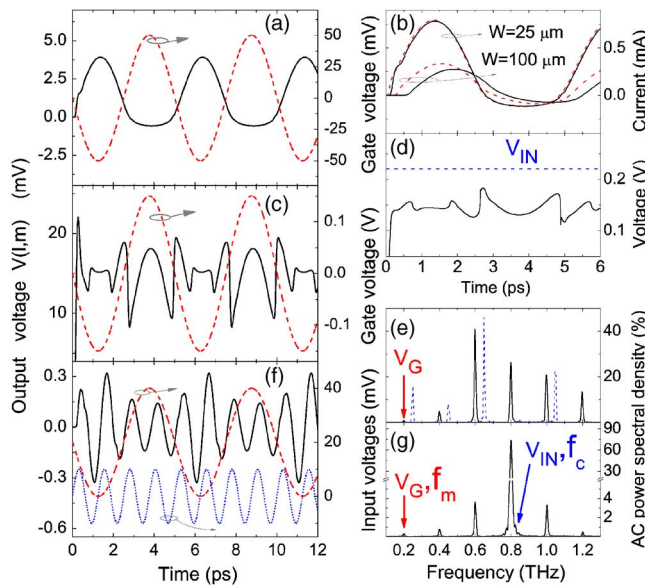 (a)
5.0
2.5
0.0
-2.5
50
25
0
-25
-50
(mV)
Output voltage V(l,m)
(b)
W=25 μm
W=100 μm
0.8
0.4
0.0
Gate voltage (mV)
Current (mA)
(c)
20
15
10
0.1
0.0
-0.1
Gate voltage (V)
(d)
V_IN
0.2
0.1
Voltage (V)
0 1 2 3 4 5 6
Time (ps)
(e)
V_G
40
20
0
(f)
0.3
0.0
-0.3
-0.6
40
20
0
Input voltages (mV)
0 2 4 6 8 10 12
Time (ps)
(g)
V_G, f_m
V_IN, f_c
90
60
30
4
2
AC power spectral density (%)
0.2 0.4 0.6 0.8 1.0 1.2
Frequency (THz)